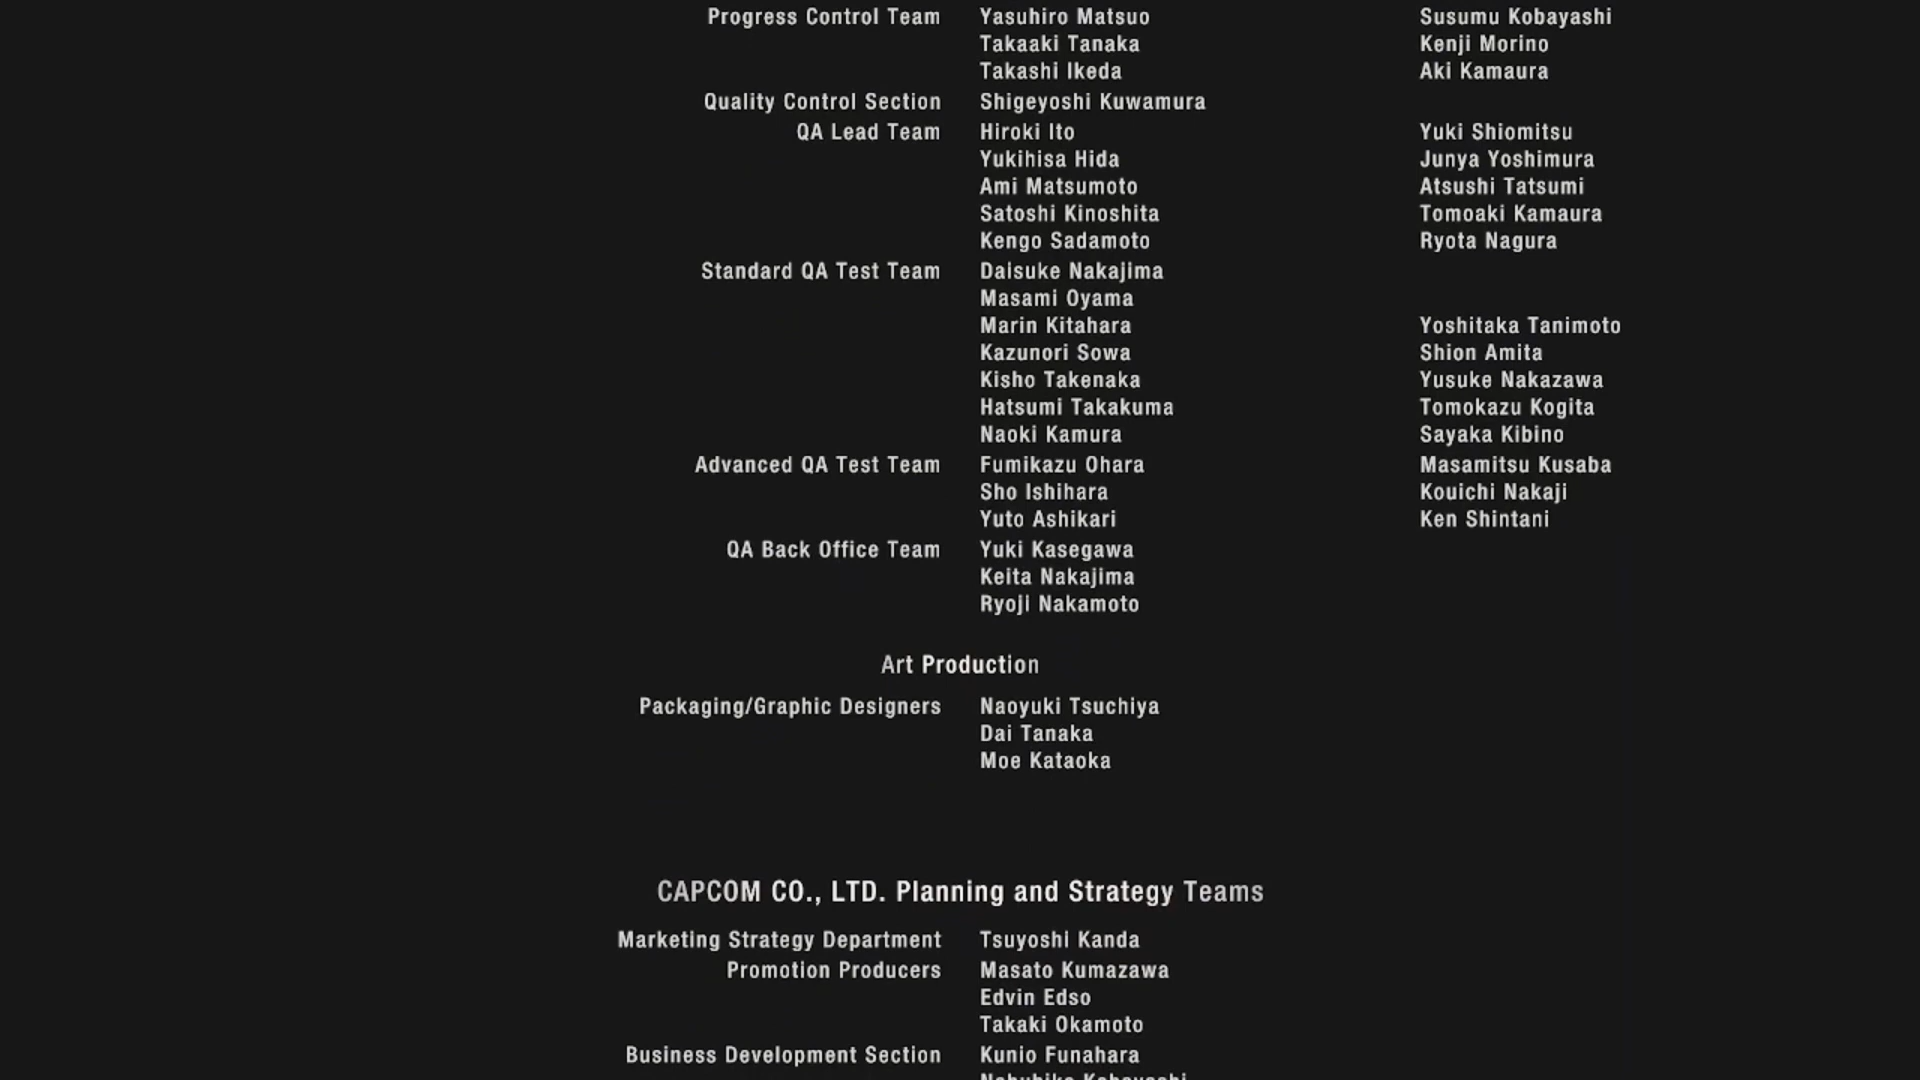 Progress Control Team Yasuhiro Matsuo Susumu Kobayashi
Takaaki Tanaka Kenji Morino
Takashi Ikeda Aki Kamaura
Quality Control Section Shigeyoshi Kuwamura
QA Lead Team Hiroki Ito Yuki Shiomitsu
Yukihisa Hida Junya Yoshimura
Ami Matsumoto Atsushi Tatsumi
Satoshi Kinoshita Tomoaki Kamaura
Kengo Sadamoto Ryota Nagura
Standard QA Test Team Daisuke Nakajima
Masami Oyama
Marin Kitahara Yoshitaka Tanimoto
Kazunori Sowa Shion Amita
Kisho Takenaka Yusuke Nakazawa
Hatsumi Takakuma Tomokazu Kogita
Naoki Kamura Sayaka Kibino
Advanced QA Test Team Fumikazu Ohara Masamitsu Kusaba
Sho Ishihara Kouichi Nakaji
Yuto Ashikari Ken Shintani
QA Back Office Team Yuki Kasegawa
Keita Nakajima
Ryoji Nakamoto
Art Production
Packaging/Graphic Designers Naoyuki Tsuchiya
Dai Tanaka
Moe Kataoka
CAPCOM CO., LTD. Planning and Strategy Teams
Marketing Strategy Department Tsuyoshi Kanda
Promotion Producers Masato Kumazawa
Edvin Edso
Takaki Okamoto
Business Development Section Kunio Funahara